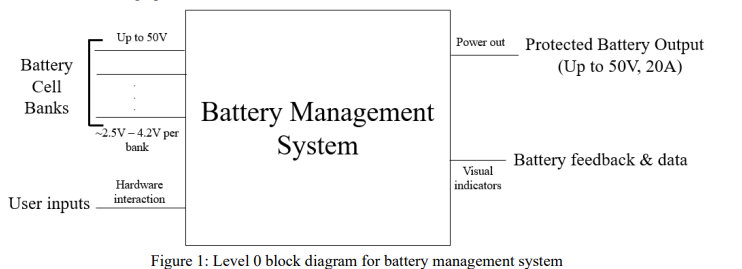 Up to 50V
Battery
Cell
Banks
~2.5V – 4.2V per
bank
User inputs
Hardware
interaction
Battery Management
System
Power out
Protected Battery Output
(Up to 50V, 20A)
Visual
indicators
Battery feedback & data
Figure 1: Level 0 block diagram for battery management system